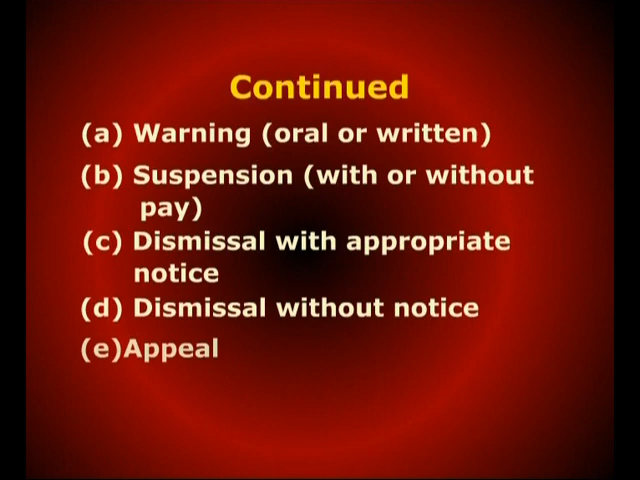 Continued
(a) Warning (oral or written)
(b) Suspension (with or without
pay)
(c) Dismissal with appropriate
notice
(d) Dismissal without notice
(e)Appeal